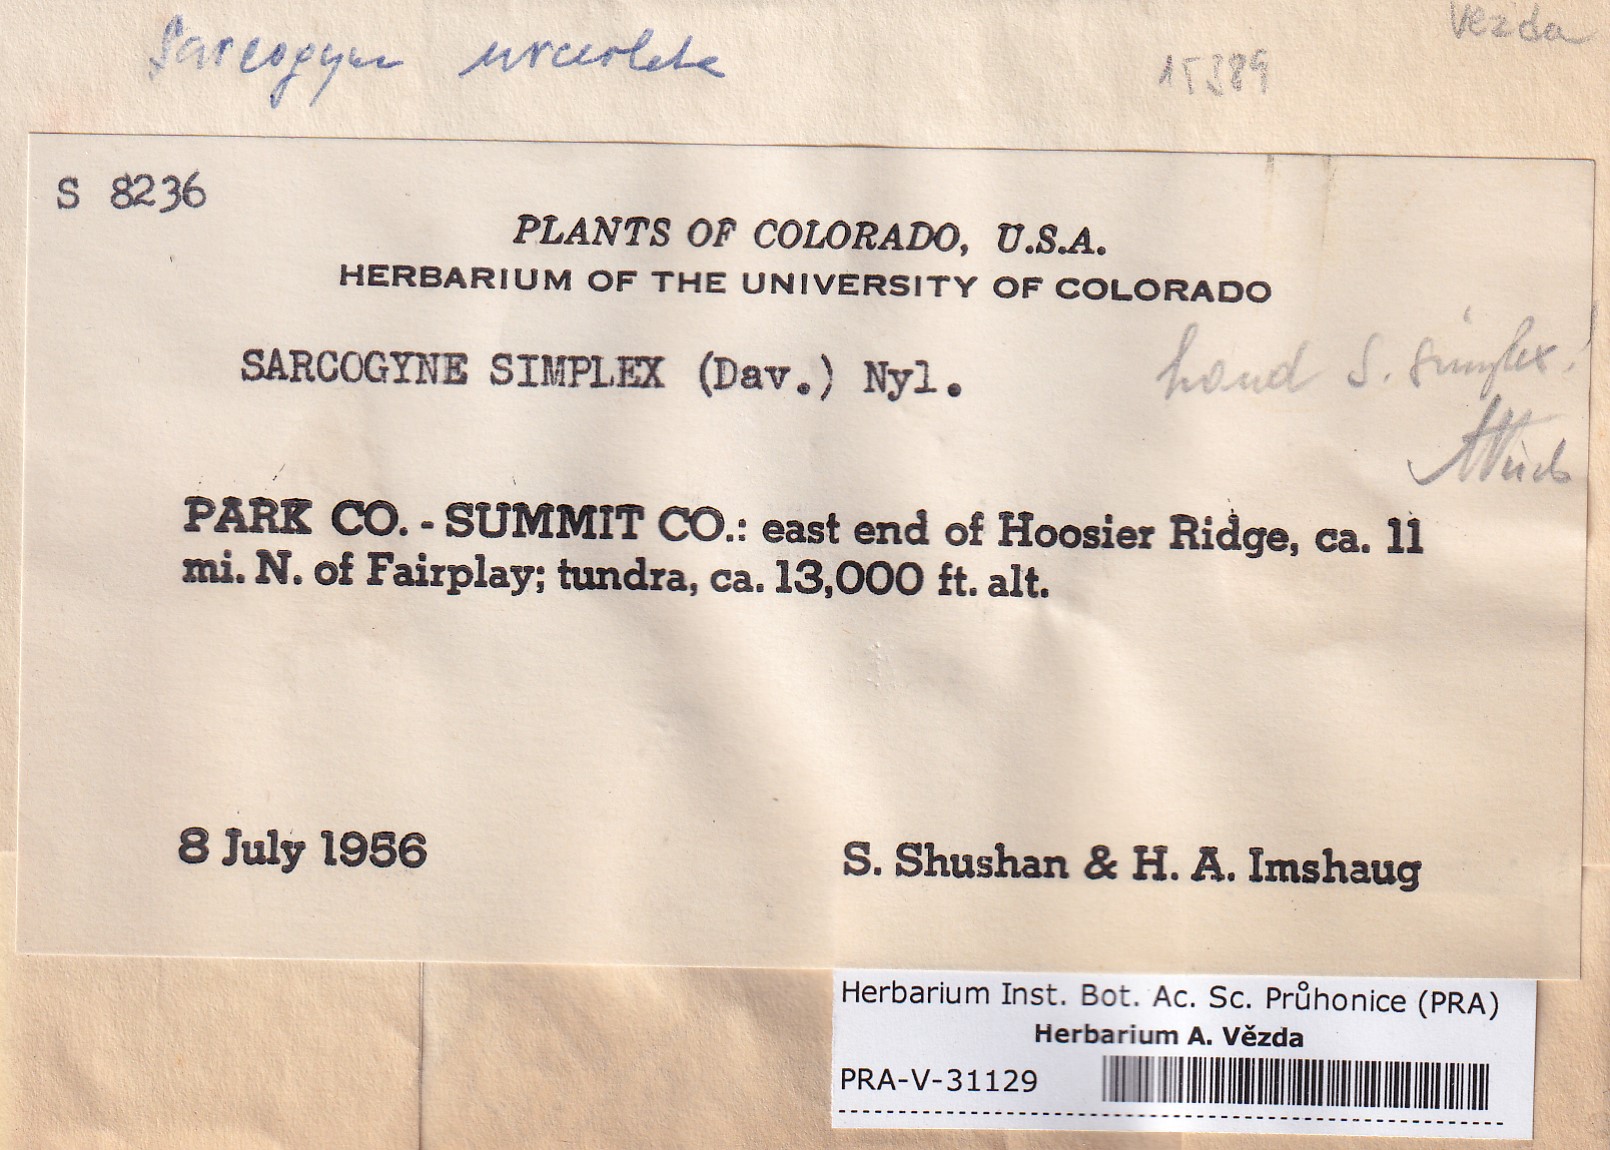 Vězda
Sarcogyne urceolata
15389
S 8236
PLANTS OF COLORADO, U.S.A.
HERBARIUM OF THE UNIVERSITY OF COLORADO
SARCOGYNE SIMPLEX (Dav.) Nyl.
haud S. simplex!
PARK CO. - SUMMIT CO.: east end of Hoosier Ridge, ca. 11
mi. N. of Fairplay; tundra, ca. 13,000 ft. alt.
8 July 1956
S. Shushan & H. A. Imshaug
Herbarium Inst. Bot. Ac. Sc. Průhonice (PRA)
Herbarium A. Vězda
PRA-V-31129